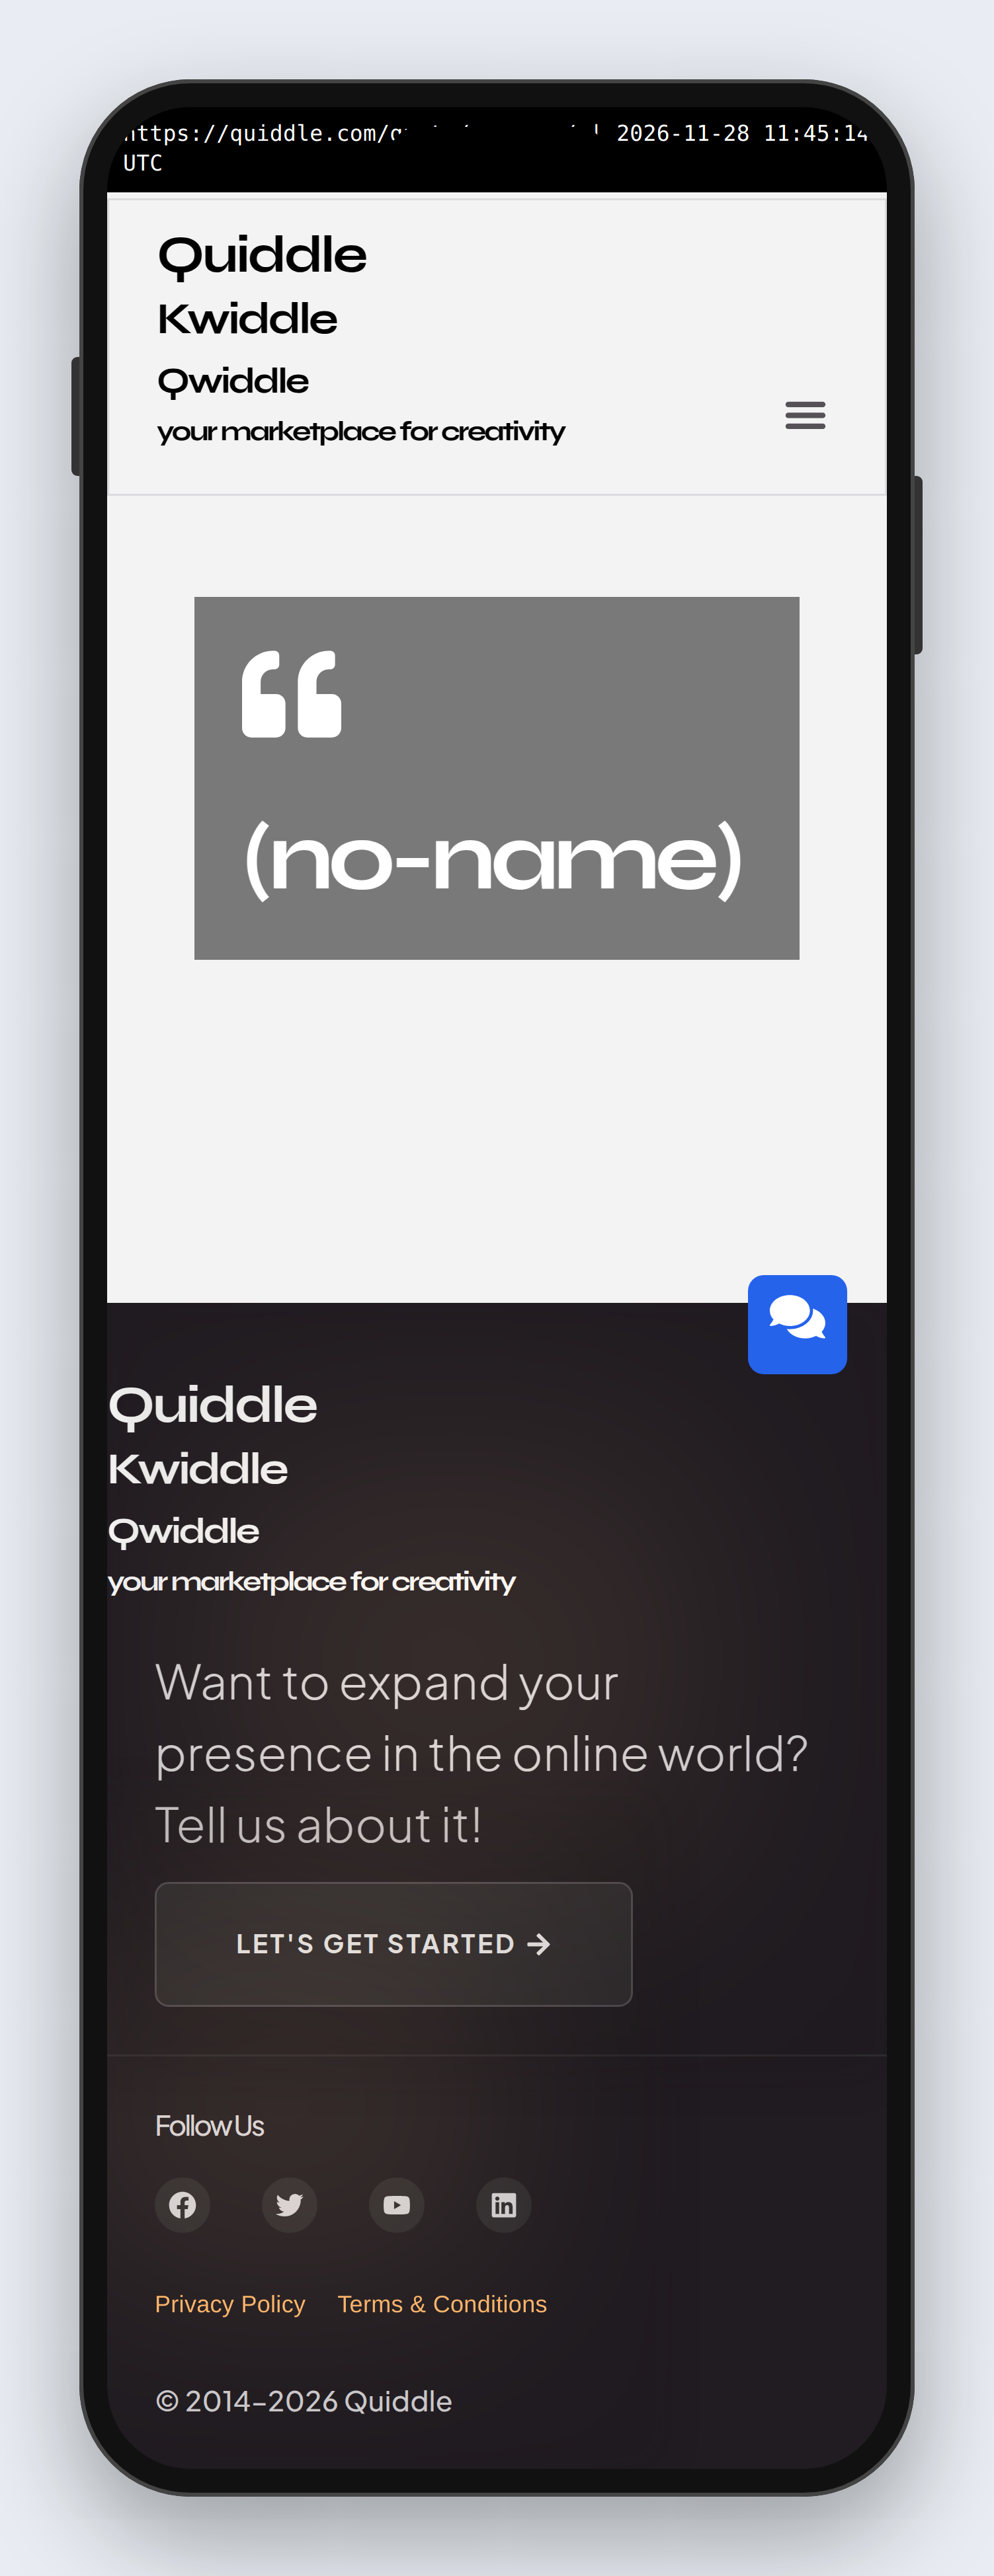 2026-11-28 11:45:14
UTC
Quiddle
Kwiddle
Qwiddle
your marketplace for creativity
(no-name)
Quiddle
Kwiddle
Qwiddle
your marketplace for creativity
Want to expand your
presence in the online world?
Tell us about it!
LET'S GET STARTED →
Follow Us
Privacy Policy Terms & Conditions
© 2014–2026 Quiddle